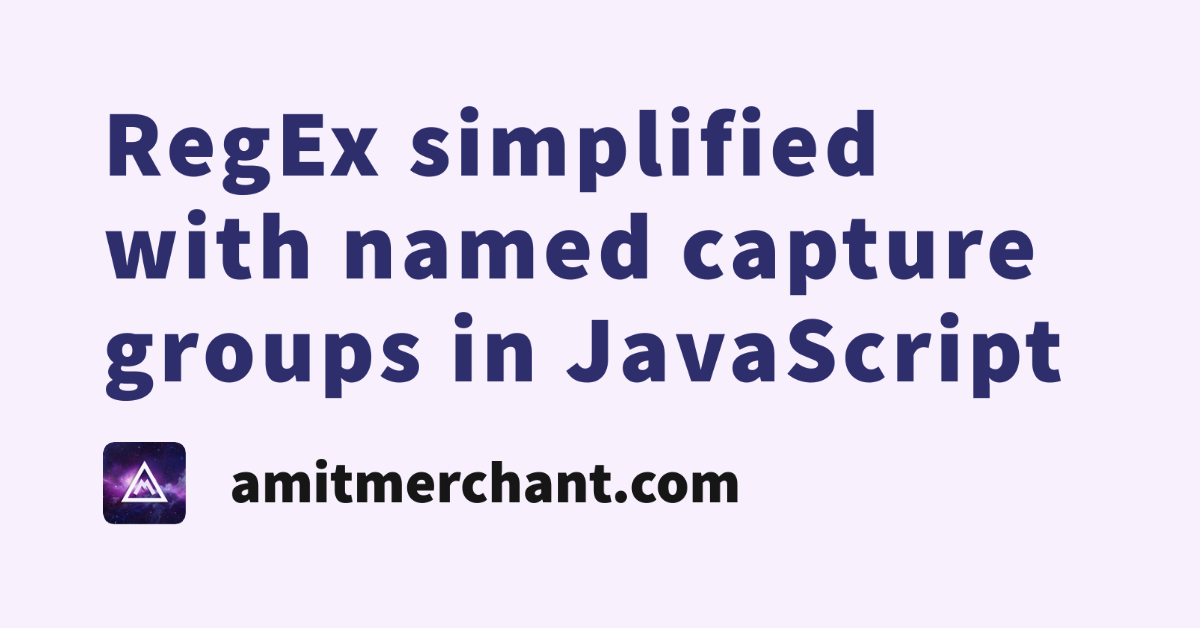 RegEx simplified
with named capture
groups in JavaScript
amitmerchant.com